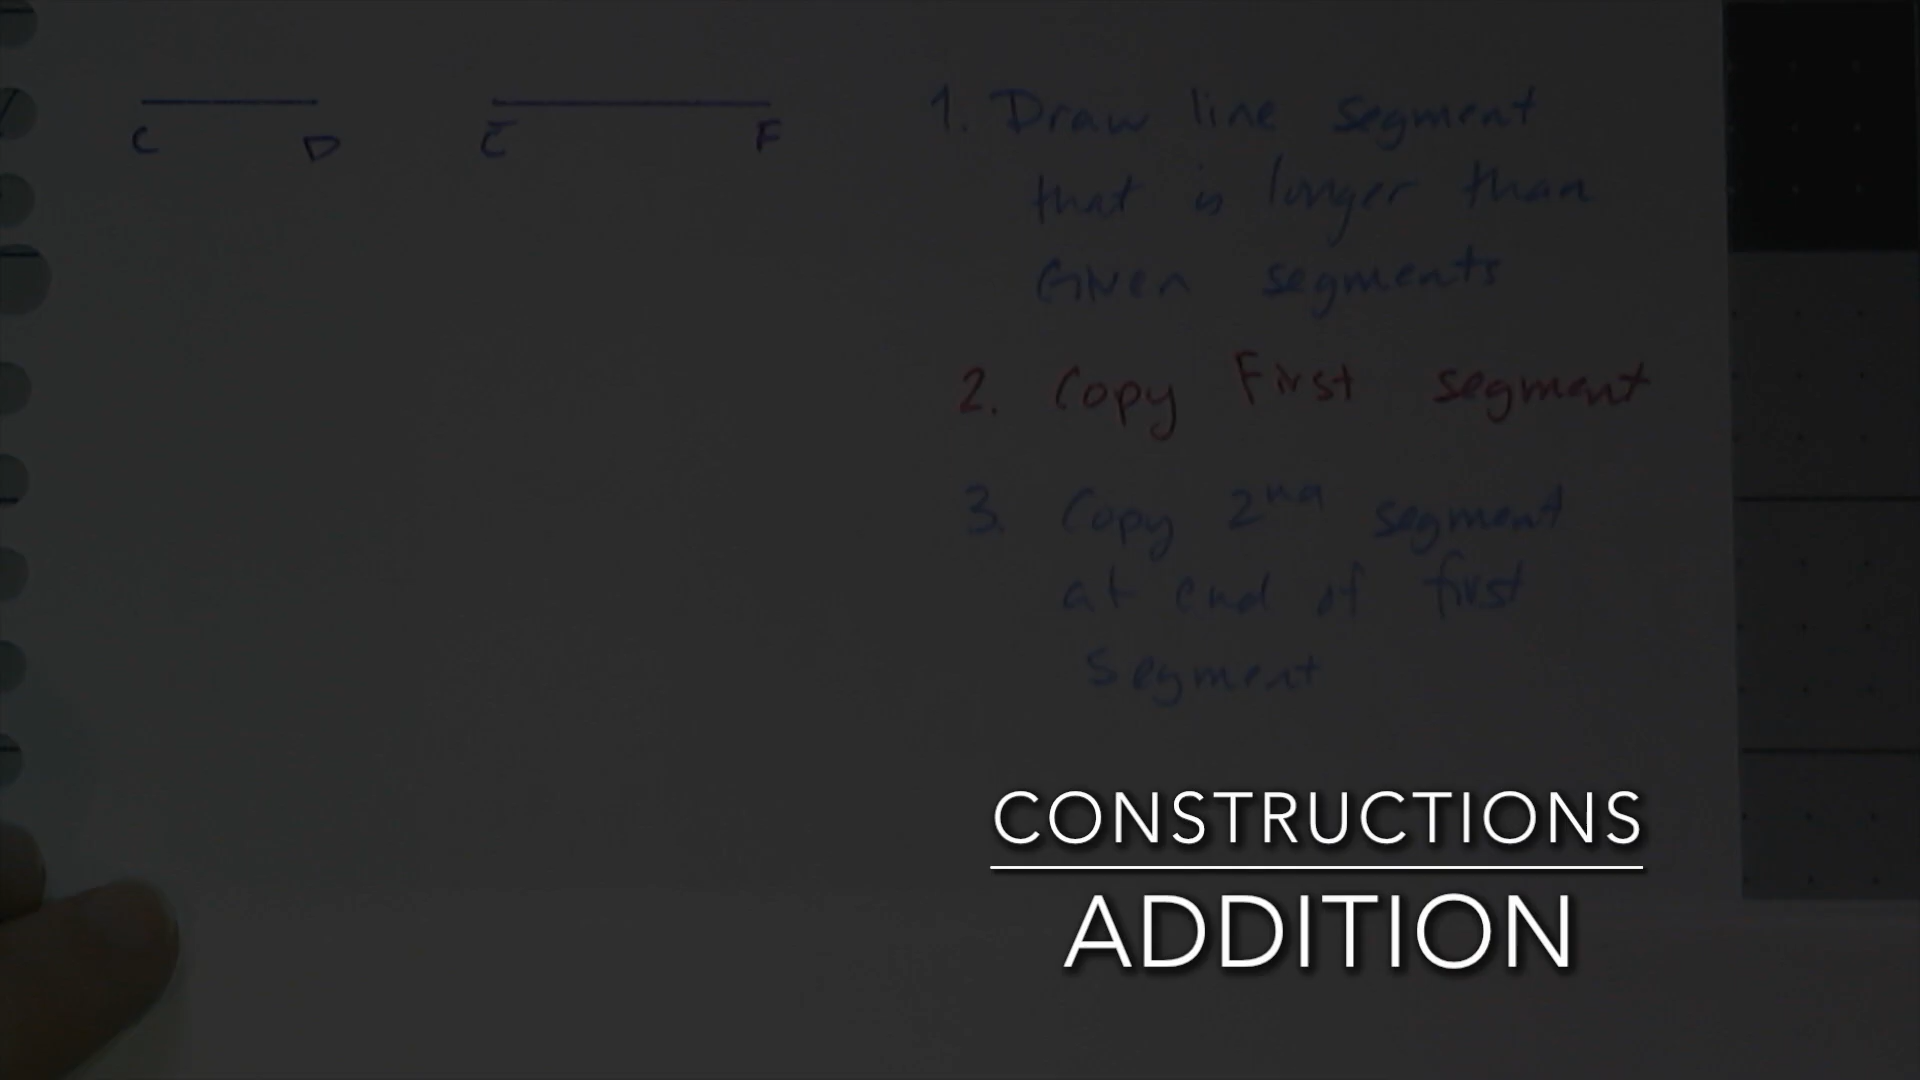 C D E F
1. Draw line segment
that is longer than
Given segments
2. Copy First segment
3. Copy 2nd segment
at end of first
segment
CONSTRUCTIONS
ADDITION